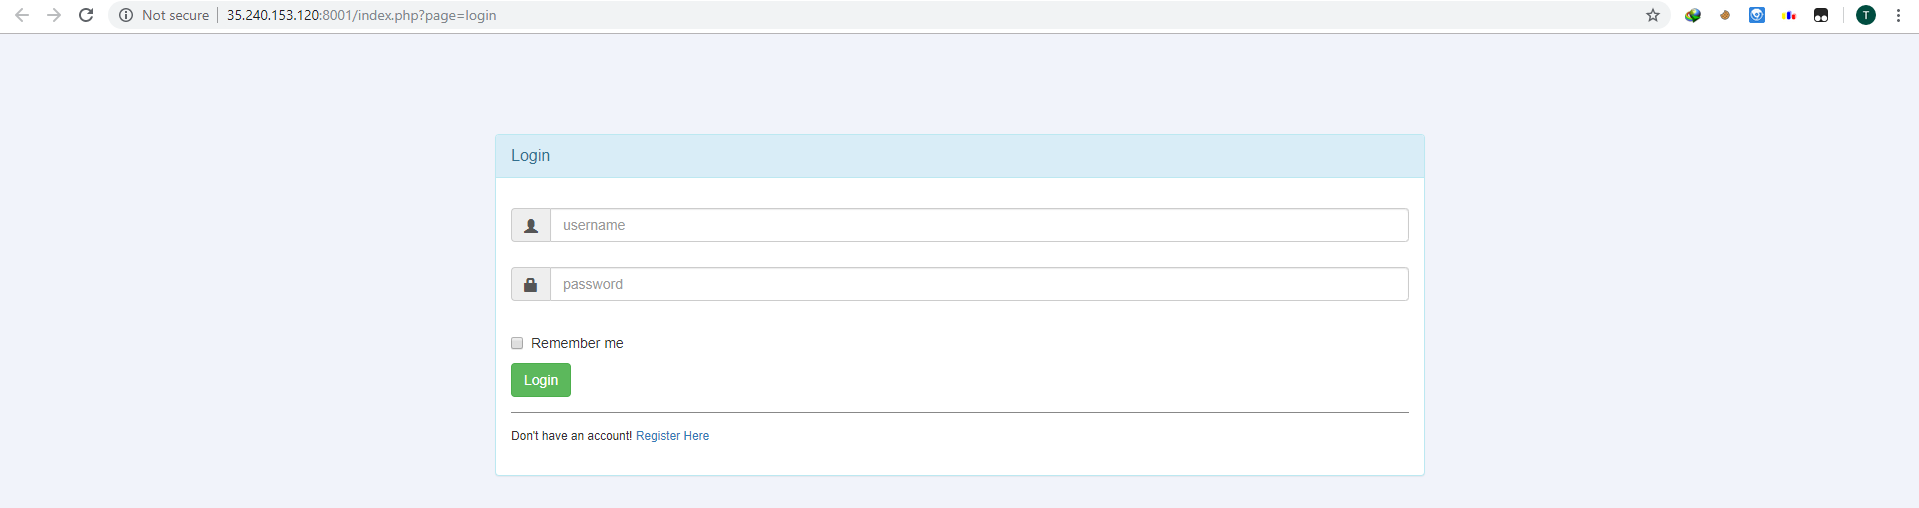 Not secure 35.240.153.120:8001/index.php?page=login
T
Login
username
password
Remember me
Login
Don't have an account! Register Here